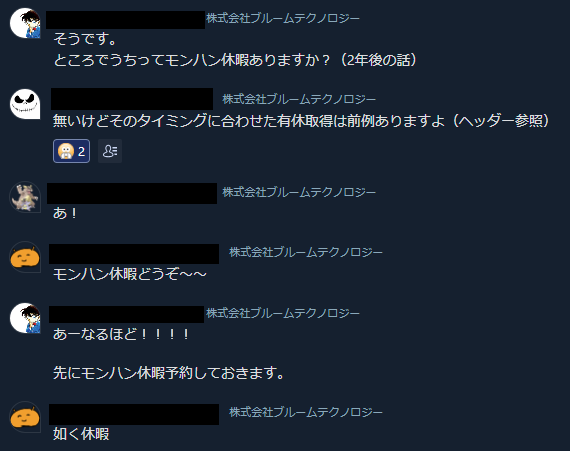 株式会社ブルームテクノロジー
そうです。
ところでうちってモンハン休暇ありますか？（2年後の話）
株式会社ブルームテクノロジー
無いけどそのタイミングに合わせた有休取得は前例ありますよ（ヘッダー参照）
2
株式会社ブルームテクノロジー
あ！
株式会社ブルームテクノロジー
モンハン休暇どうぞ～～
株式会社ブルームテクノロジー
あーなるほど！！！！
先にモンハン休暇予約しておきます。
株式会社ブルームテクノロジー
如く休暇